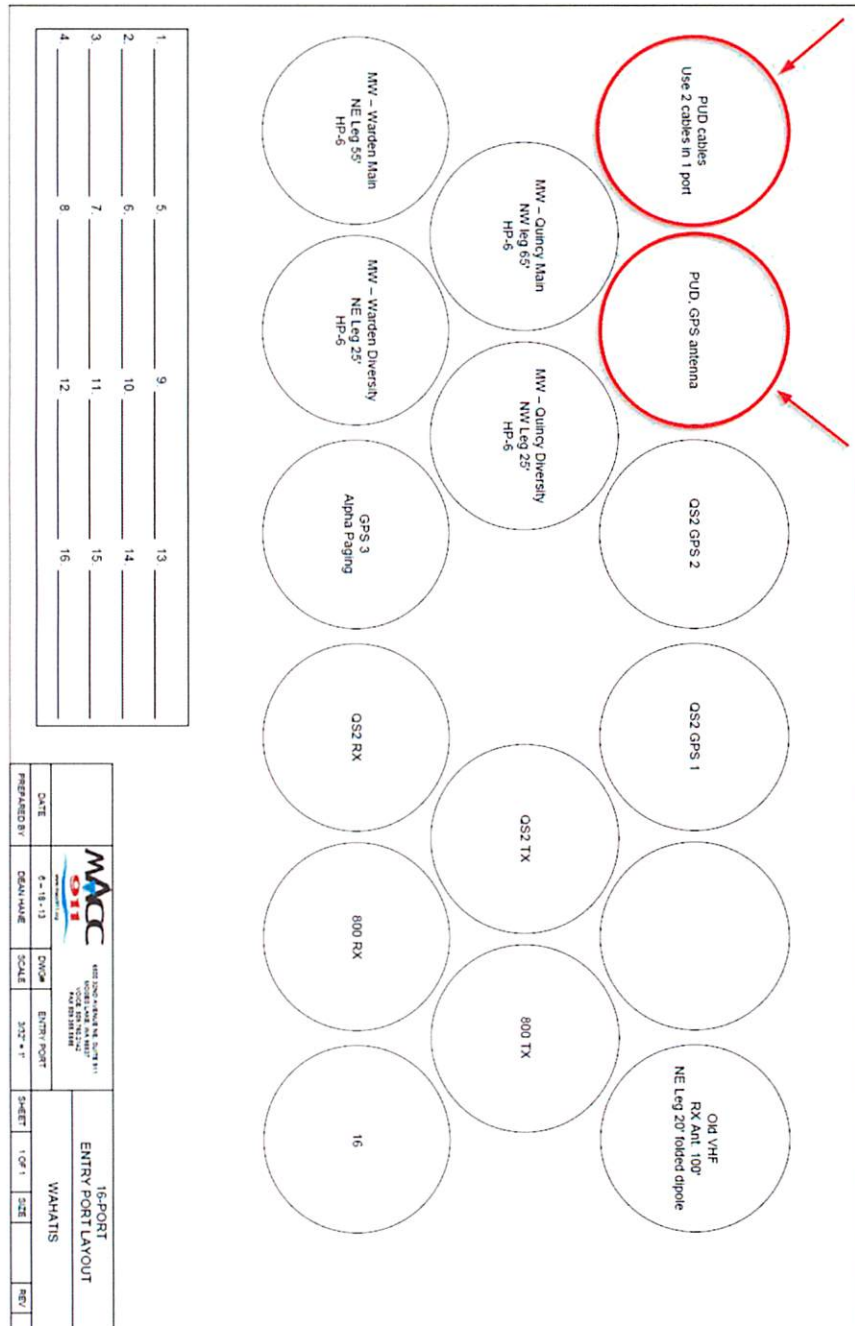 PUD cables
Use 2 cables in 1 port
PUD, GPS antenna
QS2 GPS 2
QS2 GPS 1
Old VHF
RX Ant. 100'
NE Leg 20' folded dipole
MW – Quincy Main
NW leg 65'
HP-6
MW – Quincy Diversity
NW Leg 25'
HP-6
QS2 TX
800 TX
MW – Warden Main
NE Leg 55'
HP-6
MW – Warden Diversity
NE Leg 25'
HP-6
GPS 3
Alpha Paging
QS2 RX
800 RX
16
1. 5. 9. 13.
2. 6. 10. 14.
3. 7. 11. 15.
4. 8. 12. 16.
MACC
911
16-PORT
ENTRY PORT LAYOUT
DATE 6 – 18 - 13 DWG# ENTRY PORT WAHATIS
PREPARED BY DEAN HANE SCALE 3/32" = 1" SHEET 1 OF 1 SIZE REV